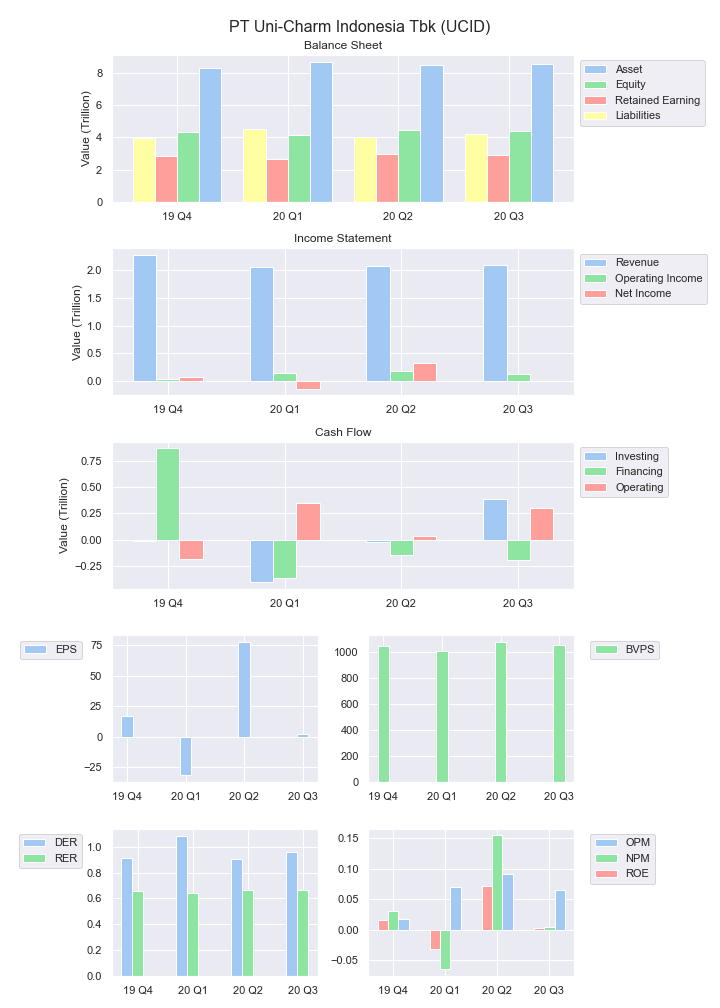 PT Uni-Charm Indonesia Tbk (UCID)
Balance Sheet
Value (Trillion)
8
6
4
2
0
19 Q4 20 Q1 20 Q2 20 Q3
Asset
Equity
Retained Earning
Liabilities
Income Statement
Value (Trillion)
2.0
1.5
1.0
0.5
0.0
19 Q4 20 Q1 20 Q2 20 Q3
Revenue
Operating Income
Net Income
Cash Flow
Value (Trillion)
0.75
0.50
0.25
0.00
−0.25
19 Q4 20 Q1 20 Q2 20 Q3
Investing
Financing
Operating
EPS
75
50
25
0
−25
19 Q4 20 Q1 20 Q2 20 Q3
1000
800
600
400
200
0
19 Q4 20 Q1 20 Q2 20 Q3
BVPS
DER
RER
1.0
0.8
0.6
0.4
0.2
0.0
19 Q4 20 Q1 20 Q2 20 Q3
0.15
0.10
0.05
0.00
−0.05
19 Q4 20 Q1 20 Q2 20 Q3
OPM
NPM
ROE